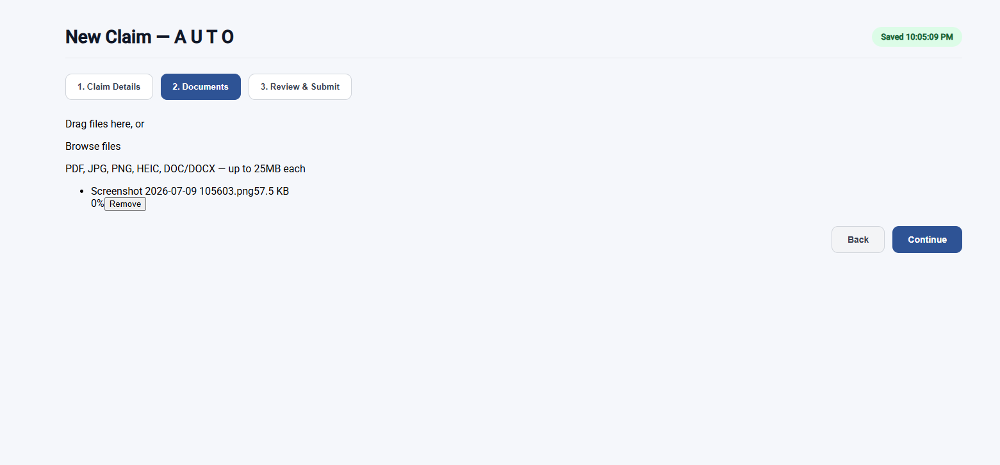 New Claim — A U T O
Saved 10:05:09 PM
1. Claim Details
2. Documents
3. Review & Submit
Drag files here, or
Browse files
PDF, JPG, PNG, HEIC, DOC/DOCX — up to 25MB each
Screenshot 2026-07-09 105603.png57.5 KB
0% Remove
Back
Continue